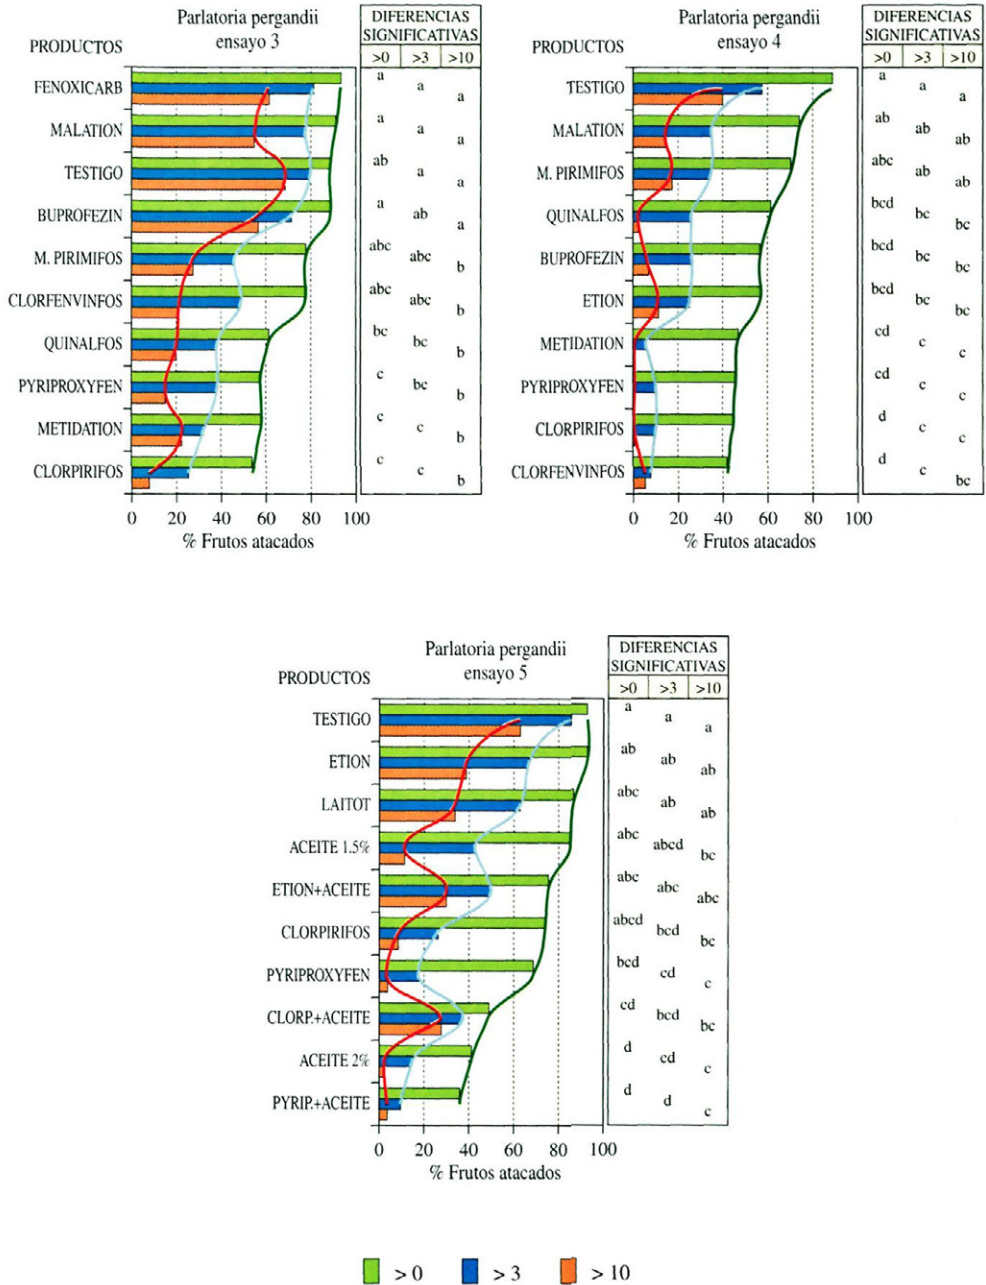 Parlatoria pergandii
ensayo 3
PRODUCTOS
DIFERENCIAS
SIGNIFICATIVAS
>0 >3 >10
FENOXICARB a a a
MALATION a a a
TESTIGO ab a a
BUPROFEZIN a ab a
M. PIRIMIFOS abc abc b
CLORFENVINFOS abc abc b
QUINALFOS bc bc b
PYRIPROXYFEN c bc b
METIDATION c c b
CLORPIRIFOS c c b
0 20 40 60 80 100
% Frutos atacados
Parlatoria pergandii
ensayo 4
PRODUCTOS
DIFERENCIAS
SIGNIFICATIVAS
>0 >3 >10
TESTIGO a a a
MALATION ab ab ab
M. PIRIMIFOS abc ab ab
QUINALFOS bcd bc bc
BUPROFEZIN bcd bc bc
ETION bcd bc bc
METIDATION cd c c
PYRIPROXYFEN cd c c
CLORPIRIFOS d c c
CLORFENVINFOS d c bc
0 20 40 60 80 100
% Frutos atacados
Parlatoria pergandii
ensayo 5
PRODUCTOS
DIFERENCIAS
SIGNIFICATIVAS
>0 >3 >10
TESTIGO a a a
ETION ab ab ab
LAITOT abc ab ab
ACEITE 1.5% abc abcd bc
ETION+ACEITE abc abc abc
CLORPIRIFOS abcd bcd bc
PYRIPROXYFEN bcd cd c
CLORP.+ACEITE cd bcd bc
ACEITE 2% d cd c
PYRIP.+ACEITE d d c
0 20 40 60 80 100
% Frutos atacados
> 0 > 3 > 10